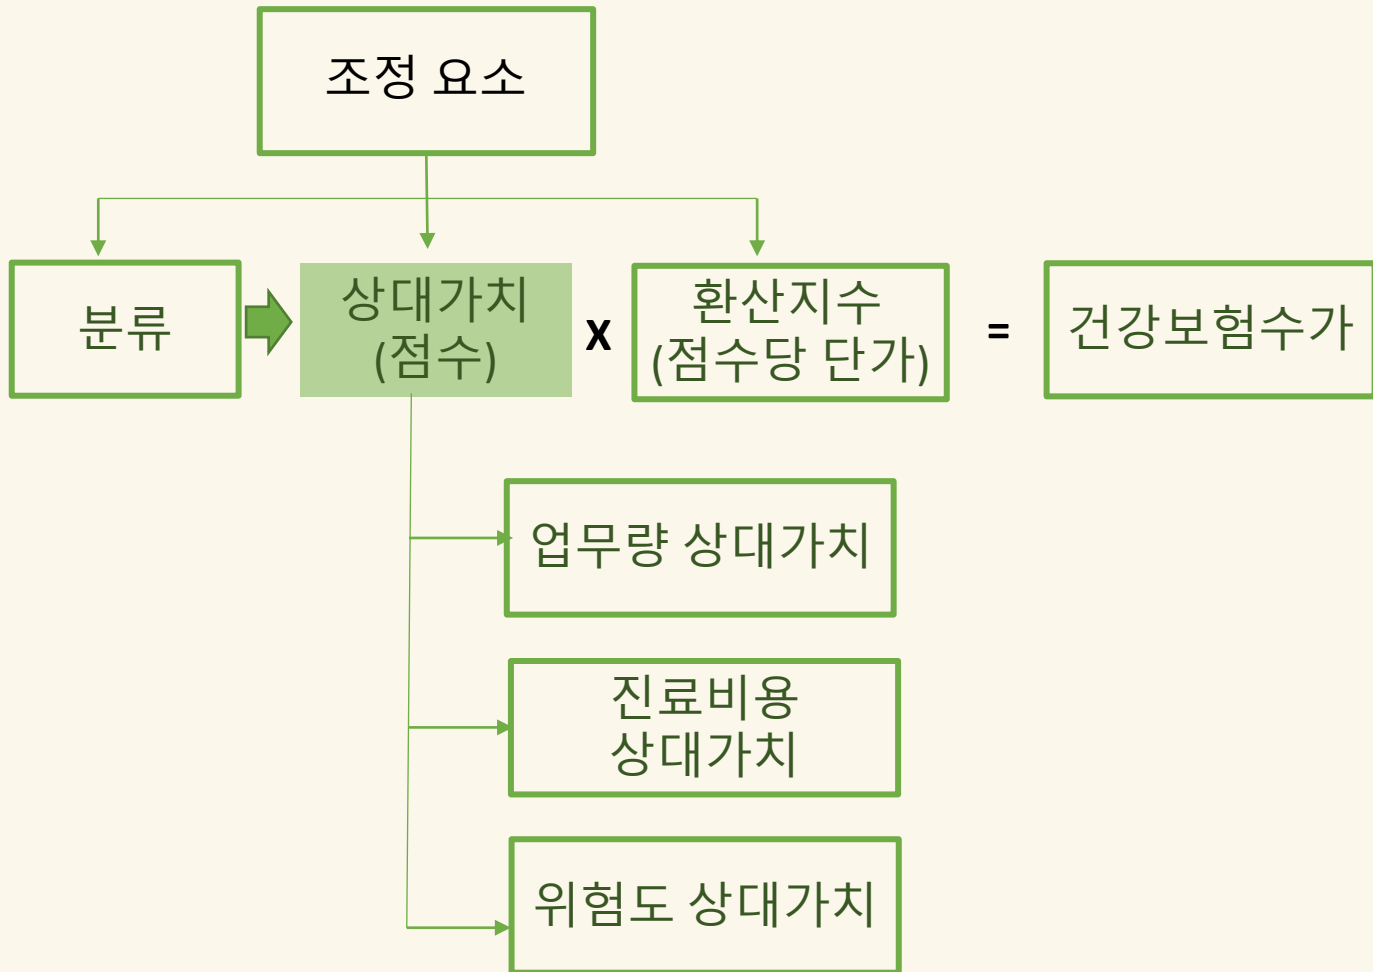 조정 요소
분류
상대가치
(점수)
X
환산지수
(점수당 단가)
=
건강보험수가
업무량 상대가치
진료비용
상대가치
위험도 상대가치